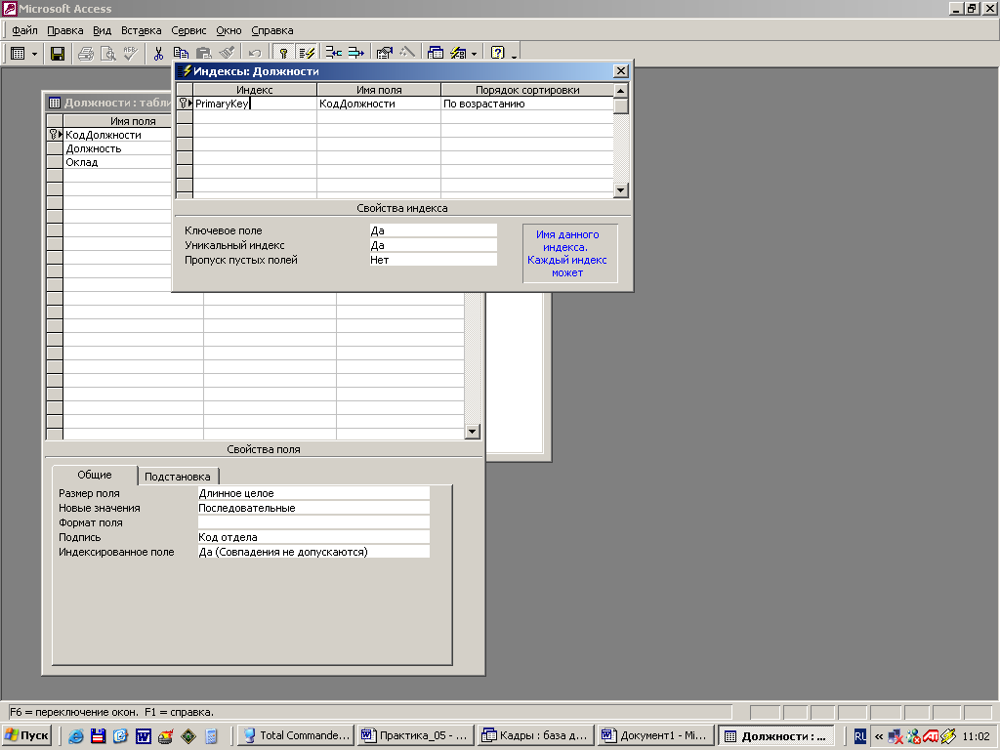 Microsoft Access
Файл Правка Вид Вставка Сервис Окно Справка
Индексы: Должности
Индекс Имя поля Порядок сортировки
PrimaryKey КодДолжности По возрастанию
Свойства индекса
Ключевое поле Да
Уникальный индекс Да
Пропуск пустых полей Нет
Имя данного
индекса.
Каждый индекс
может
Должности : табли
Имя поля
КодДолжности
Должность
Оклад
Свойства поля
Общие Подстановка
Размер поля Длинное целое
Новые значения Последовательные
Формат поля
Подпись Код отдела
Индексированное поле Да (Совпадения не допускаются)
F6 = переключение окон. F1 = справка.
Пуск Total Commande... Практика_05 - ... Кадры : база д... Документ1 - Mi... Должности : ... RU « 11:02